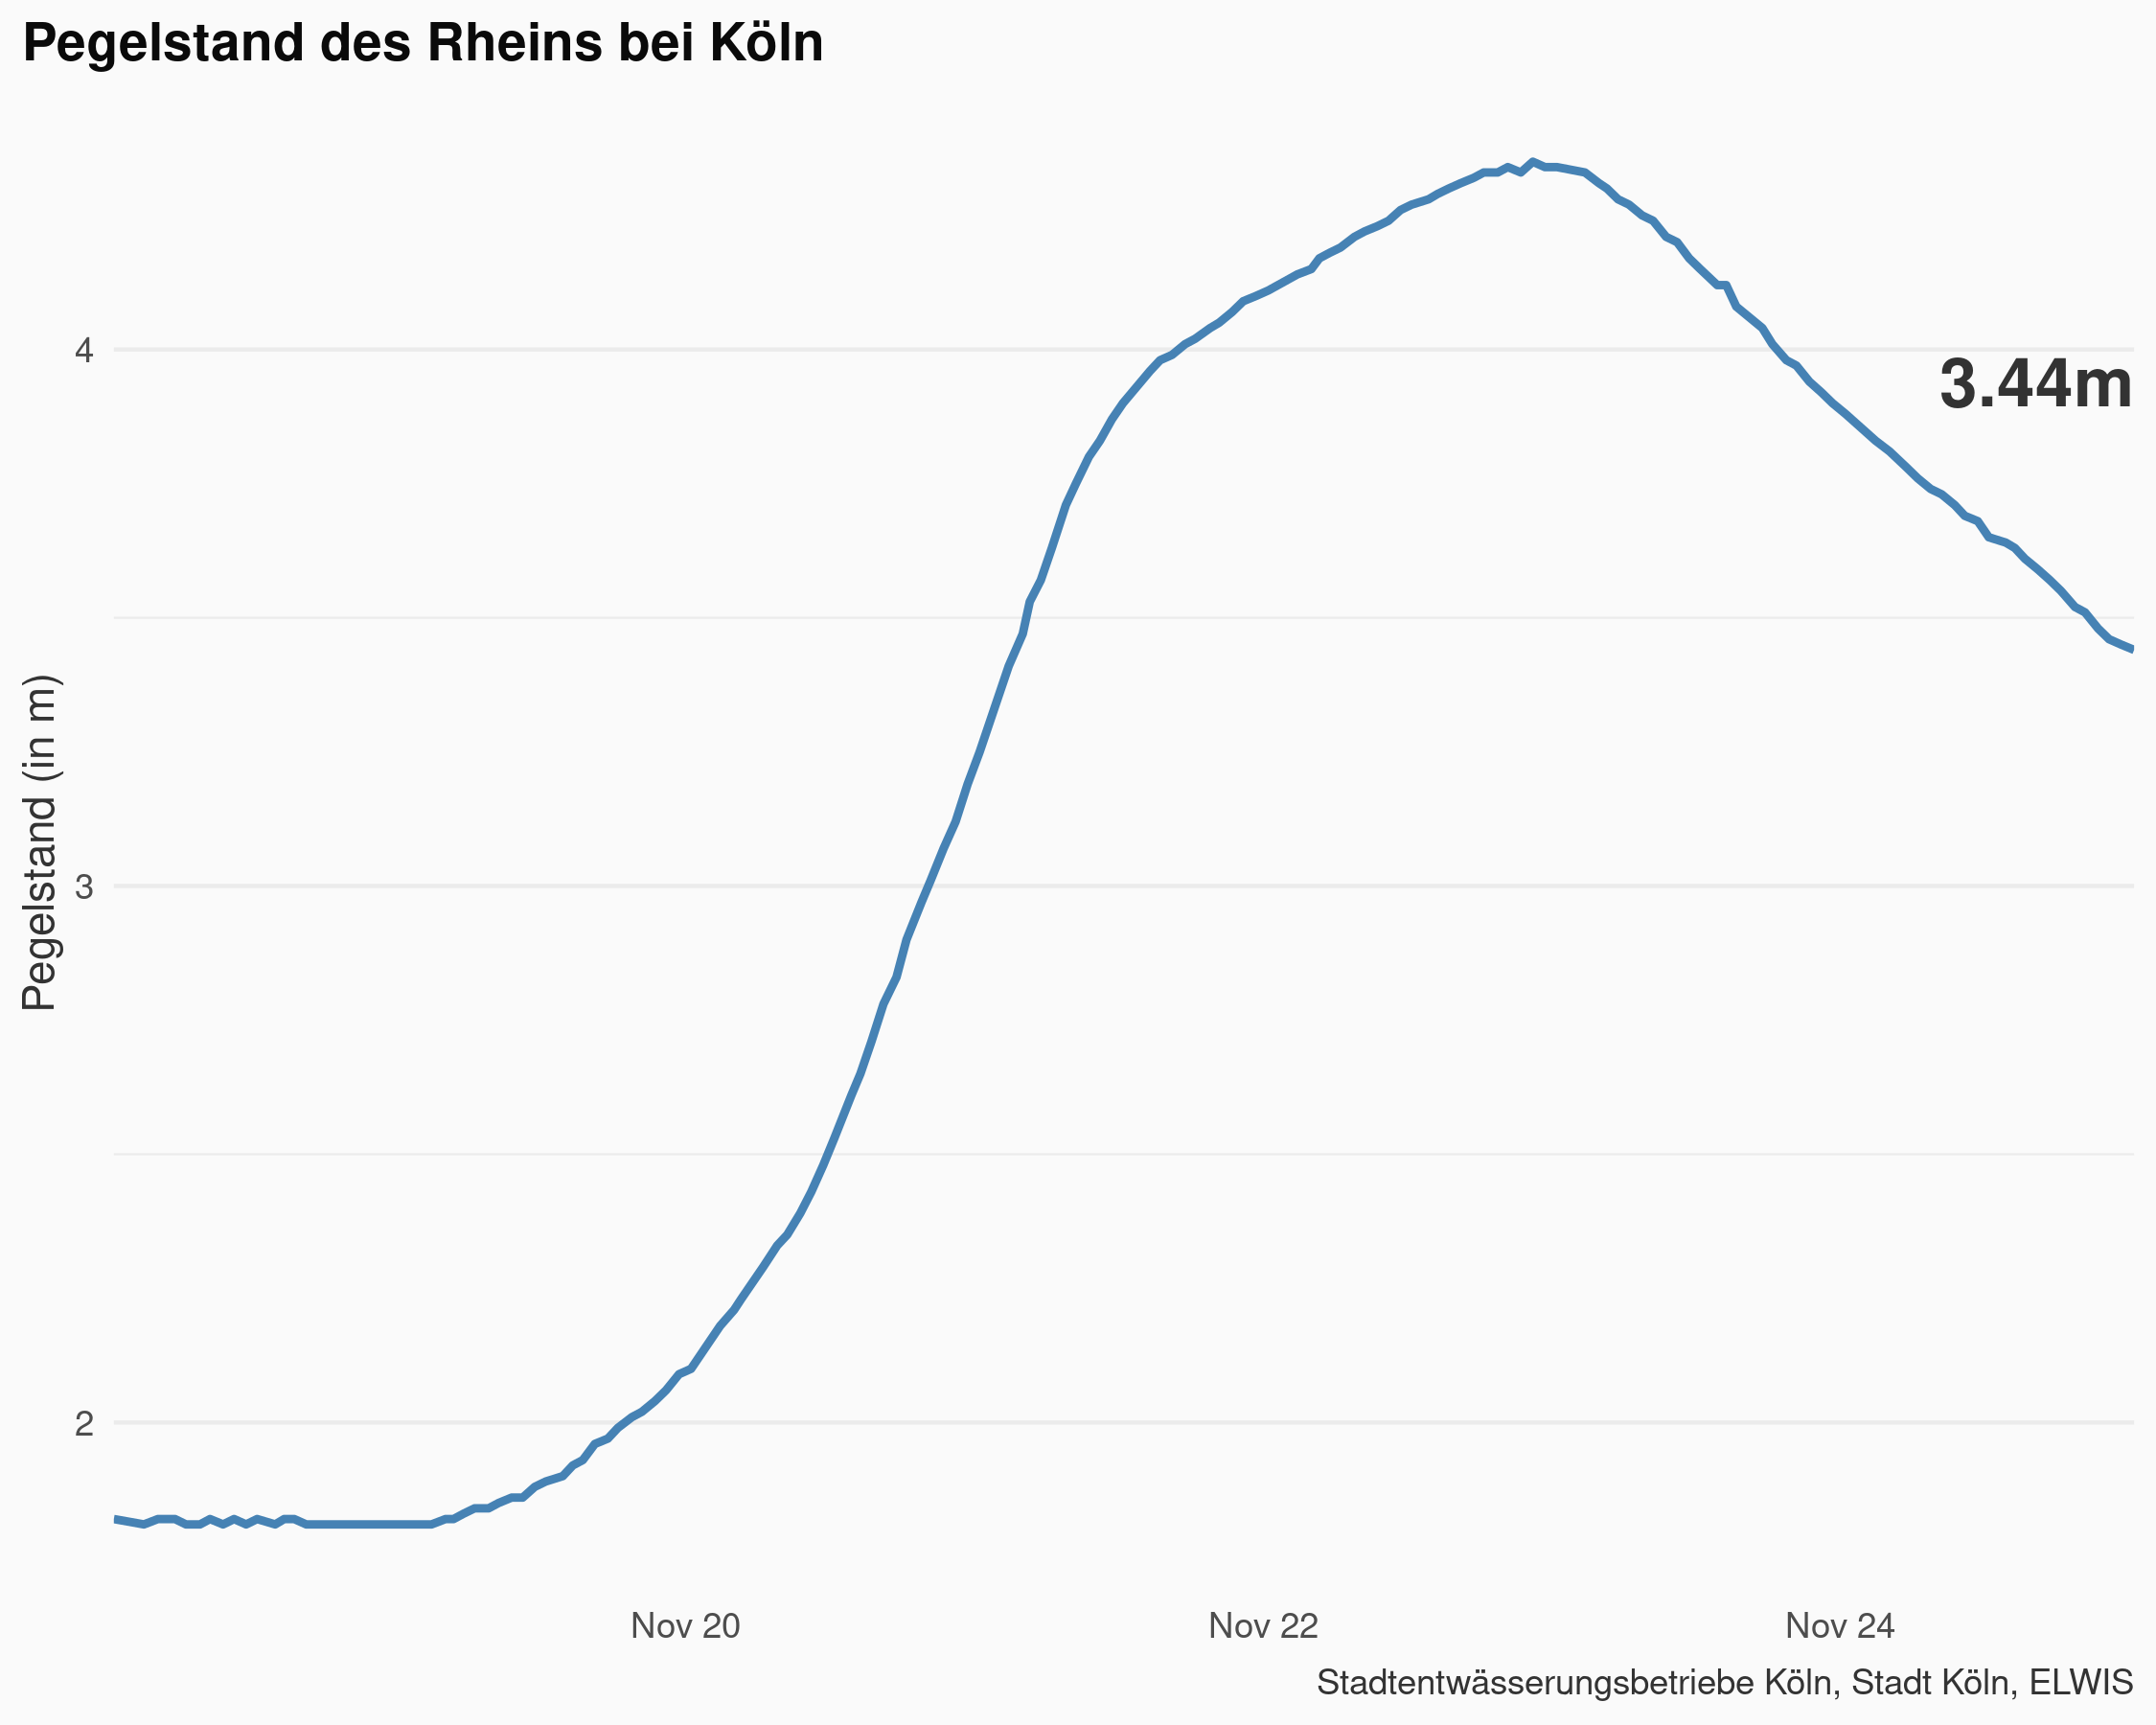 Pegelstand des Rheins bei Köln
Pegelstand (in m)
4
3
2
3.44m
Nov 20
Nov 22
Nov 24
Stadtentwässerungsbetriebe Köln, Stadt Köln, ELWIS